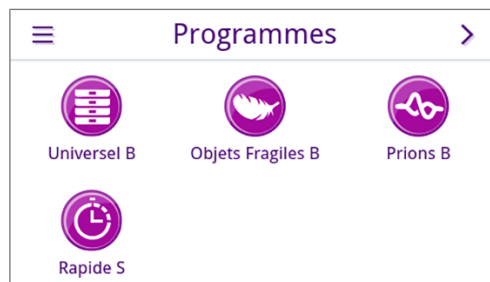 Programmes
Universel B
Objets Fragiles B
Prions B
Rapide S